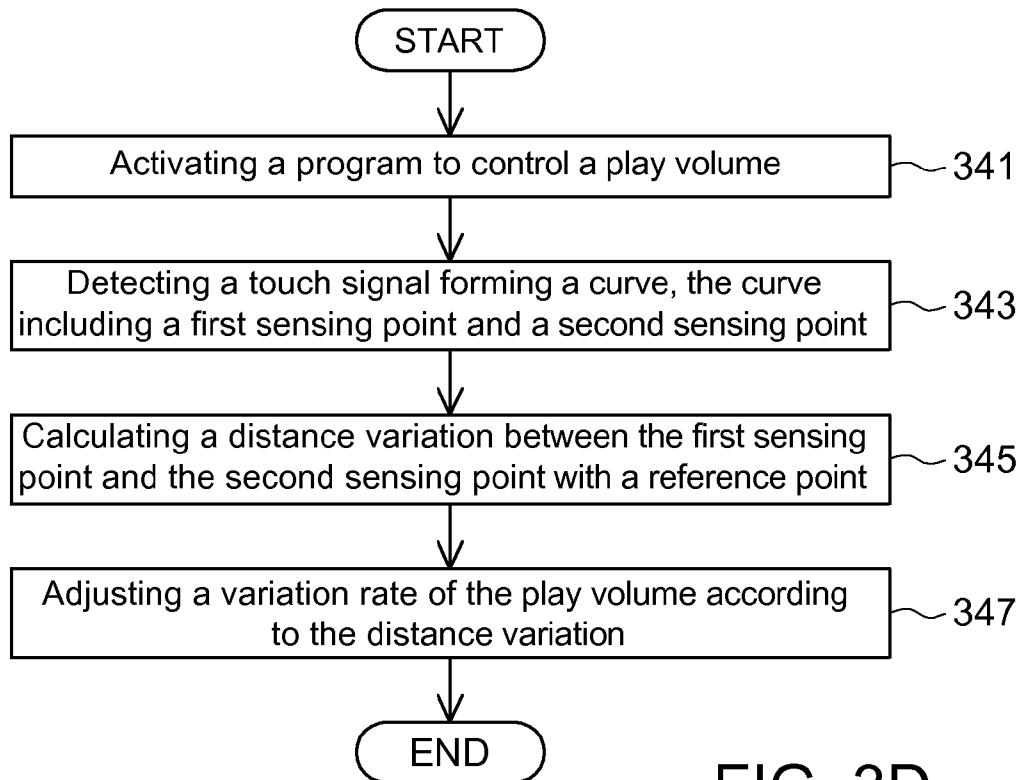 START
Activating a program to control a play volume
341
Detecting a touch signal forming a curve, the curve
including a first sensing point and a second sensing point
343
Calculating a distance variation between the first sensing
point and the second sensing point with a reference point
345
Adjusting a variation rate of the play volume according
to the distance variation
347
END
FIG. 3D